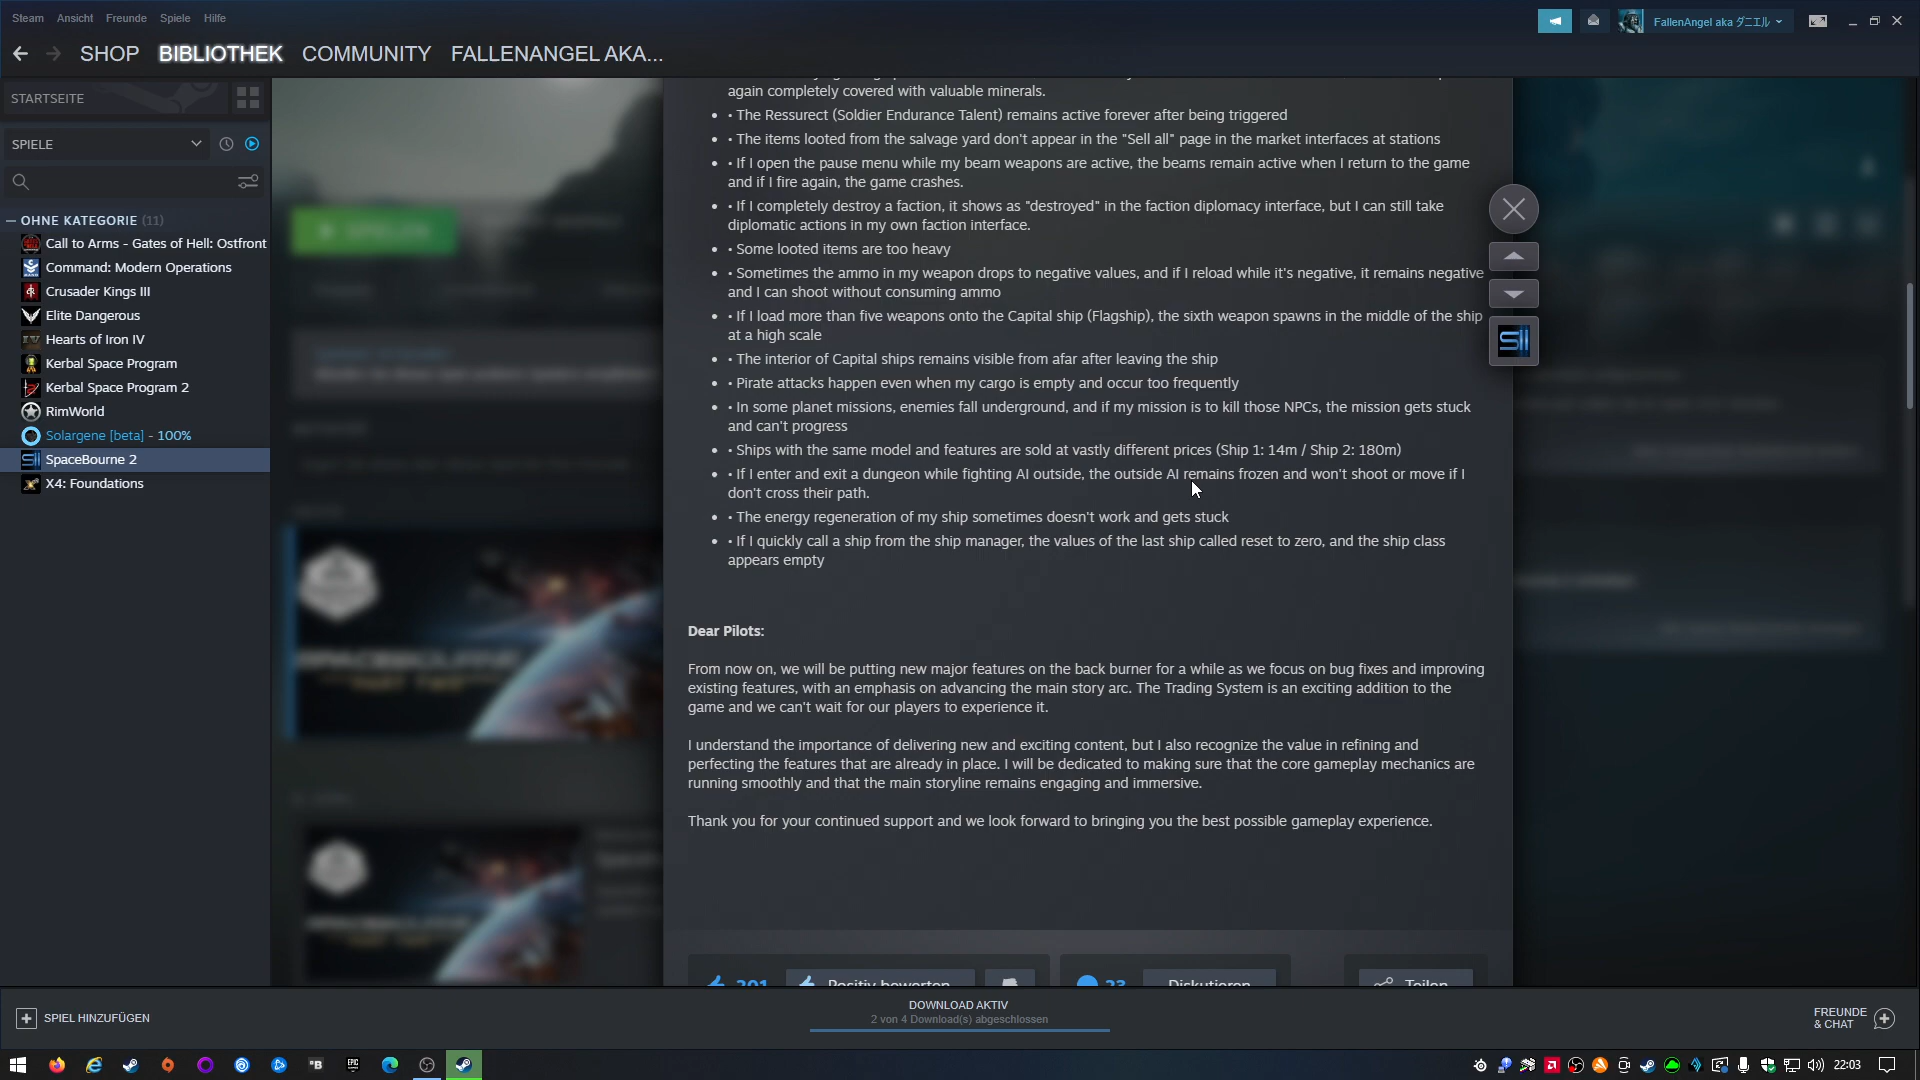 Steam Ansicht Freunde Spiele Hilfe
FallenAngel aka ダニエル
SHOP BIBLIOTHEK COMMUNITY FALLENANGEL AKA...
STARTSEITE
SPIELE
OHNE KATEGORIE (11)
Call to Arms - Gates of Hell: Ostfront
Command: Modern Operations
Crusader Kings III
Elite Dangerous
Hearts of Iron IV
Kerbal Space Program
Kerbal Space Program 2
RimWorld
Solargene [beta] - 100%
SpaceBourne 2
X4: Foundations
SPIELEN
again completely covered with valuable minerals.
• • The Ressurect (Soldier Endurance Talent) remains active forever after being triggered
• • The items looted from the salvage yard don't appear in the "Sell all" page in the market interfaces at stations
• • If I open the pause menu while my beam weapons are active, the beams remain active when I return to the game
and if I fire again, the game crashes.
• • If I completely destroy a faction, it shows as "destroyed" in the faction diplomacy interface, but I can still take
diplomatic actions in my own faction interface.
• • Some looted items are too heavy
• • Sometimes the ammo in my weapon drops to negative values, and if I reload while it's negative, it remains negative
and I can shoot without consuming ammo
• • If I load more than five weapons onto the Capital ship (Flagship), the sixth weapon spawns in the middle of the ship
at a high scale
• • The interior of Capital ships remains visible from afar after leaving the ship
• • Pirate attacks happen even when my cargo is empty and occur too frequently
• • In some planet missions, enemies fall underground, and if my mission is to kill those NPCs, the mission gets stuck
and can't progress
• • Ships with the same model and features are sold at vastly different prices (Ship 1: 14m / Ship 2: 180m)
• • If I enter and exit a dungeon while fighting AI outside, the outside AI remains frozen and won't shoot or move if I
don't cross their path.
• • The energy regeneration of my ship sometimes doesn't work and gets stuck
• • If I quickly call a ship from the ship manager, the values of the last ship called reset to zero, and the ship class
appears empty
Dear Pilots:
From now on, we will be putting new major features on the back burner for a while as we focus on bug fixes and improving
existing features, with an emphasis on advancing the main story arc. The Trading System is an exciting addition to the
game and we can't wait for our players to experience it.
I understand the importance of delivering new and exciting content, but I also recognize the value in refining and
perfecting the features that are already in place. I will be dedicated to making sure that the core gameplay mechanics are
running smoothly and that the main storyline remains engaging and immersive.
Thank you for your continued support and we look forward to bringing you the best possible gameplay experience.
201 Positiv bewerten 23 Diskutieren Teilen
SPIEL HINZUFÜGEN
DOWNLOAD AKTIV
2 von 4 Download(s) abgeschlossen
FREUNDE
& CHAT
22:03